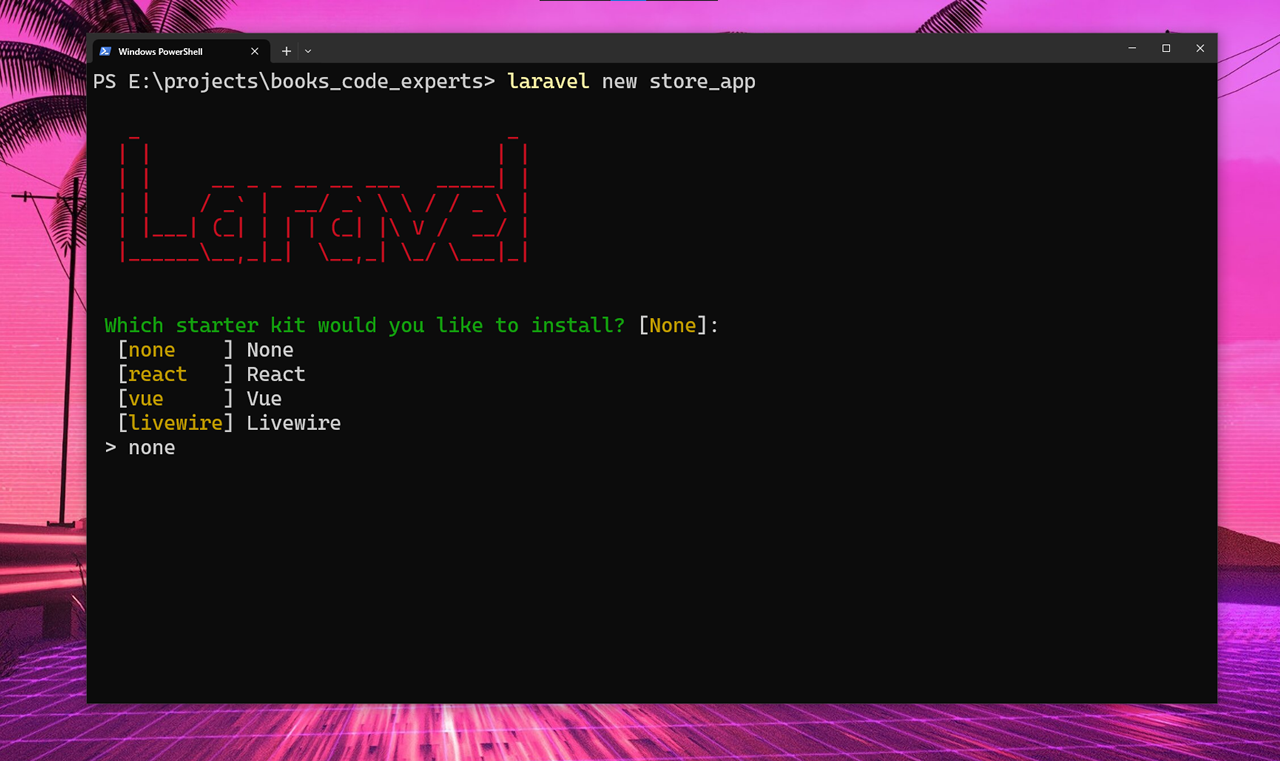 Windows PowerShell
PS E:\projects\books_code_experts> laravel new store_app
Laravel
Which starter kit would you like to install? [None]:
[none    ] None
[react   ] React
[vue     ] Vue
[livewire] Livewire
> none